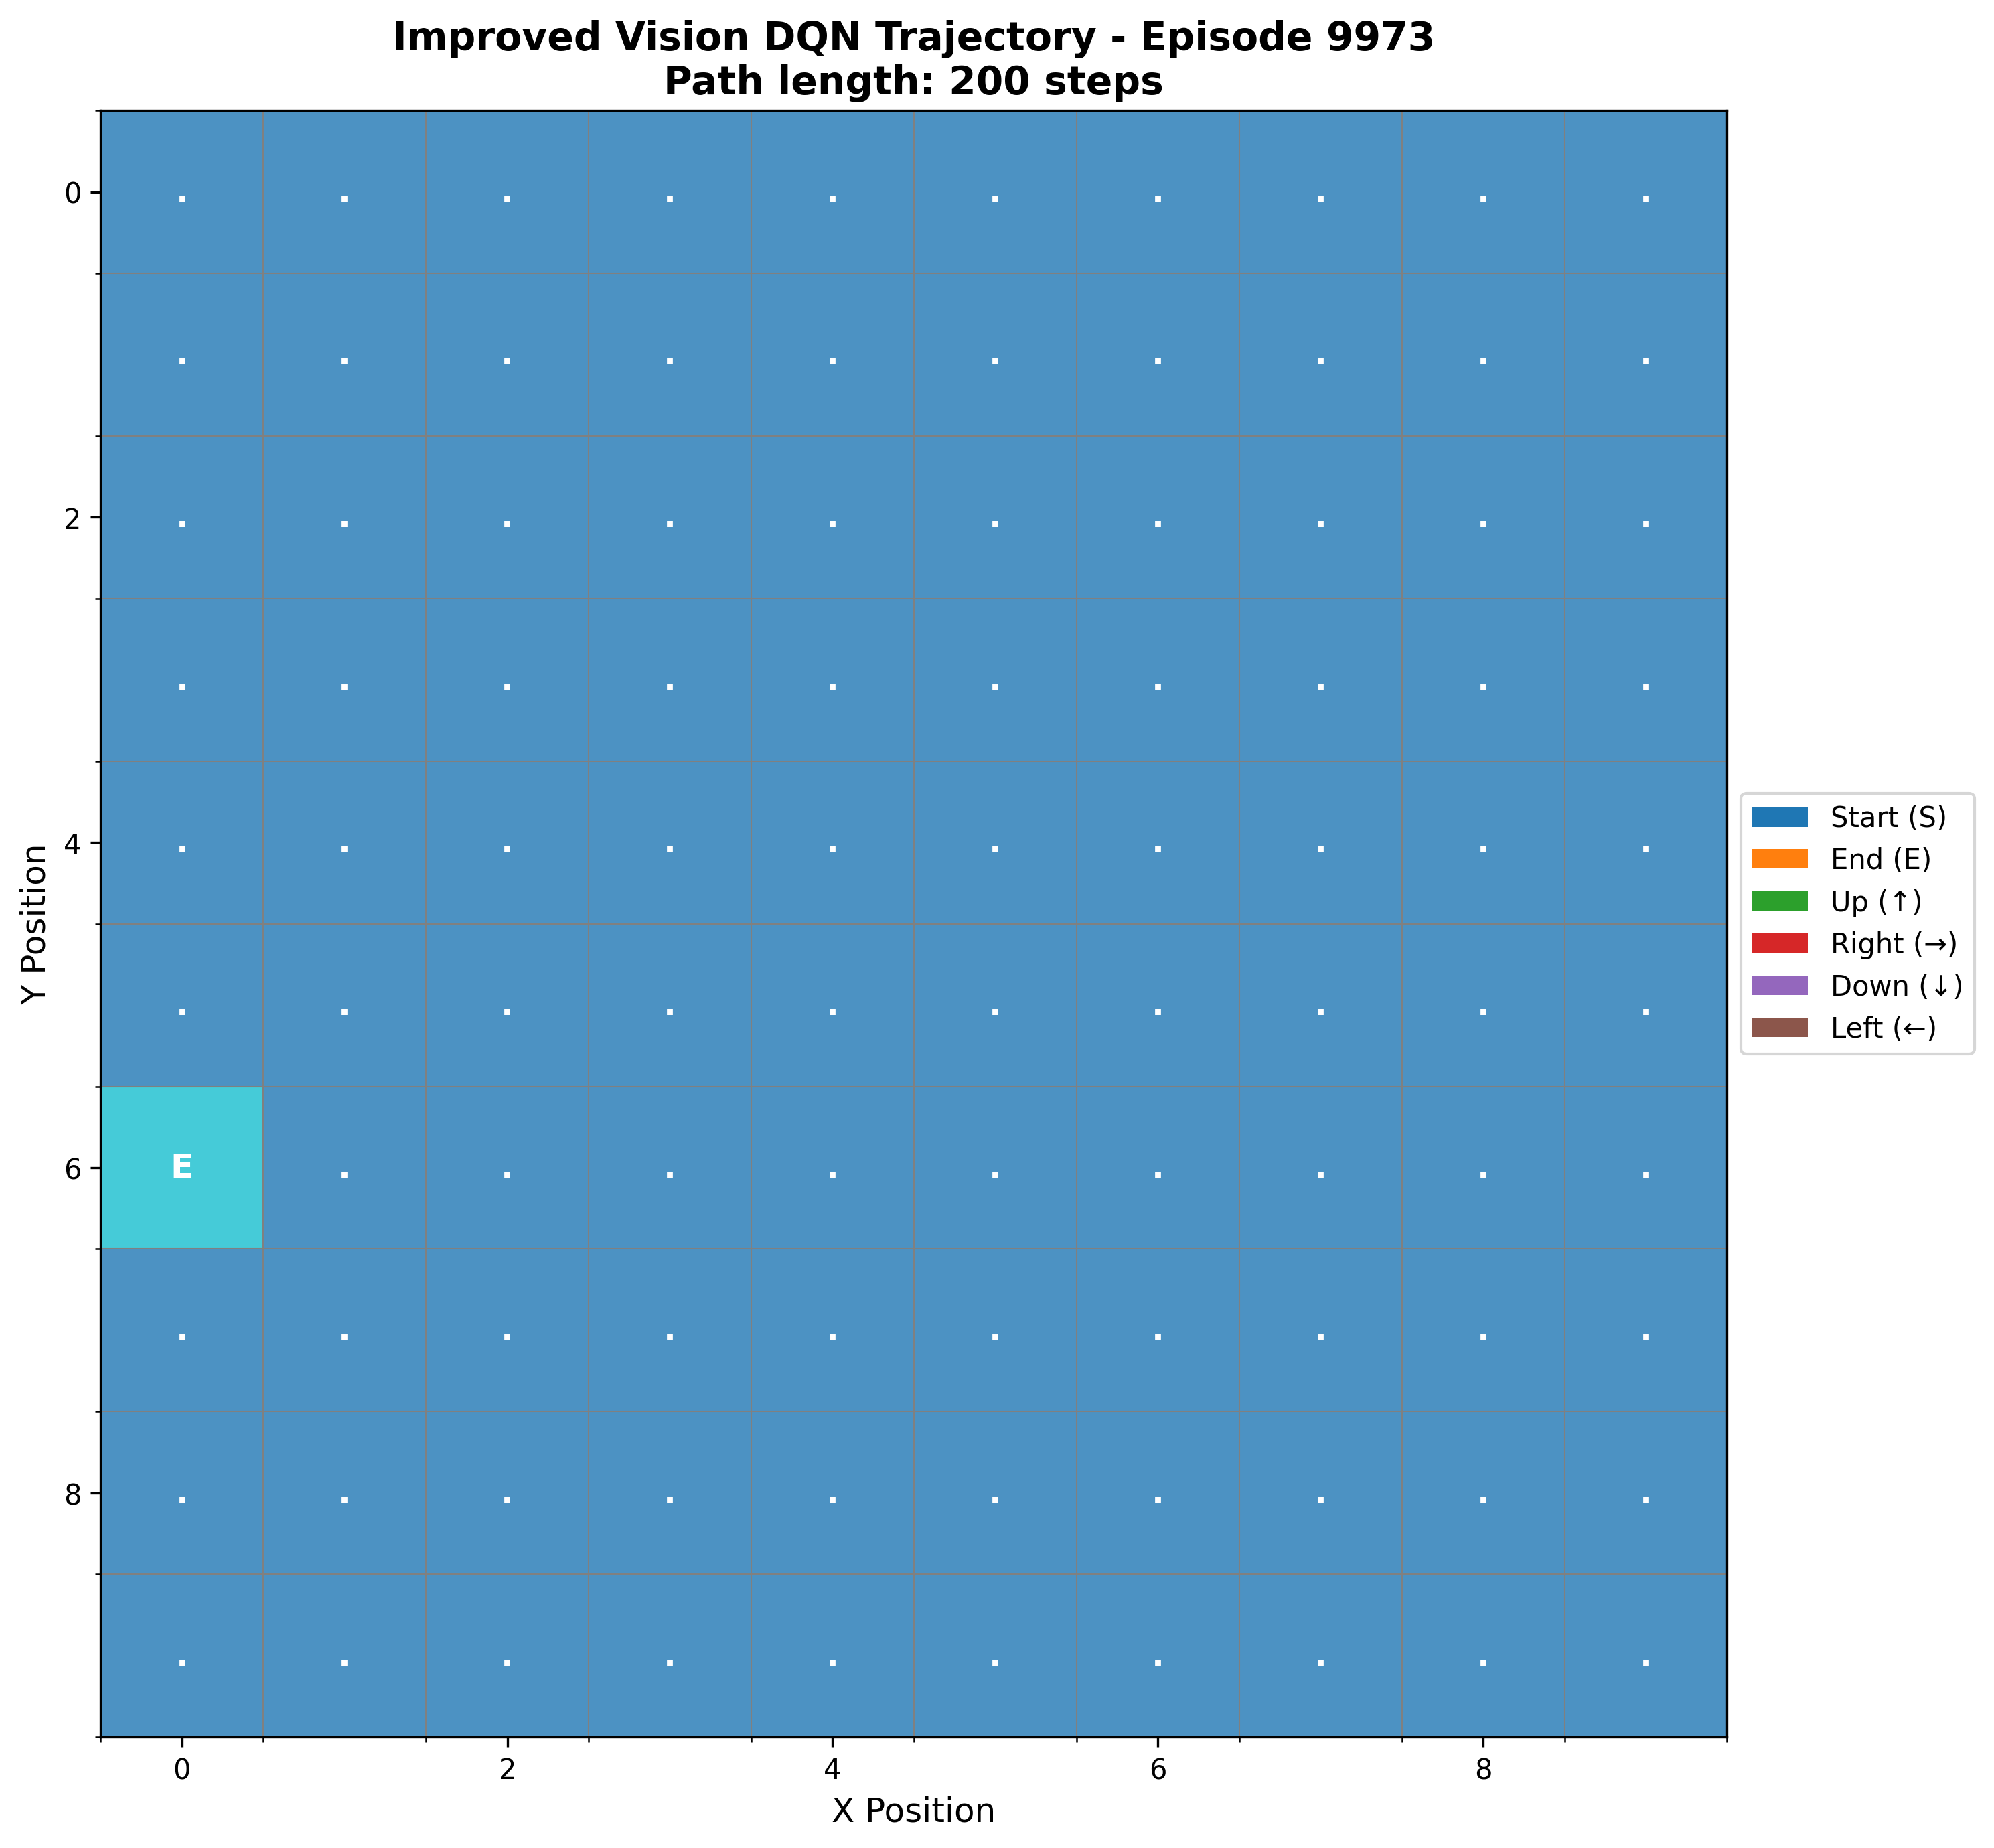 Improved Vision DQN Trajectory - Episode 9973
Path length: 200 steps
0
2
4
6
8
Y Position
E
0 2 4 6 8
X Position
Start (S)
End (E)
Up (↑)
Right (→)
Down (↓)
Left (←)